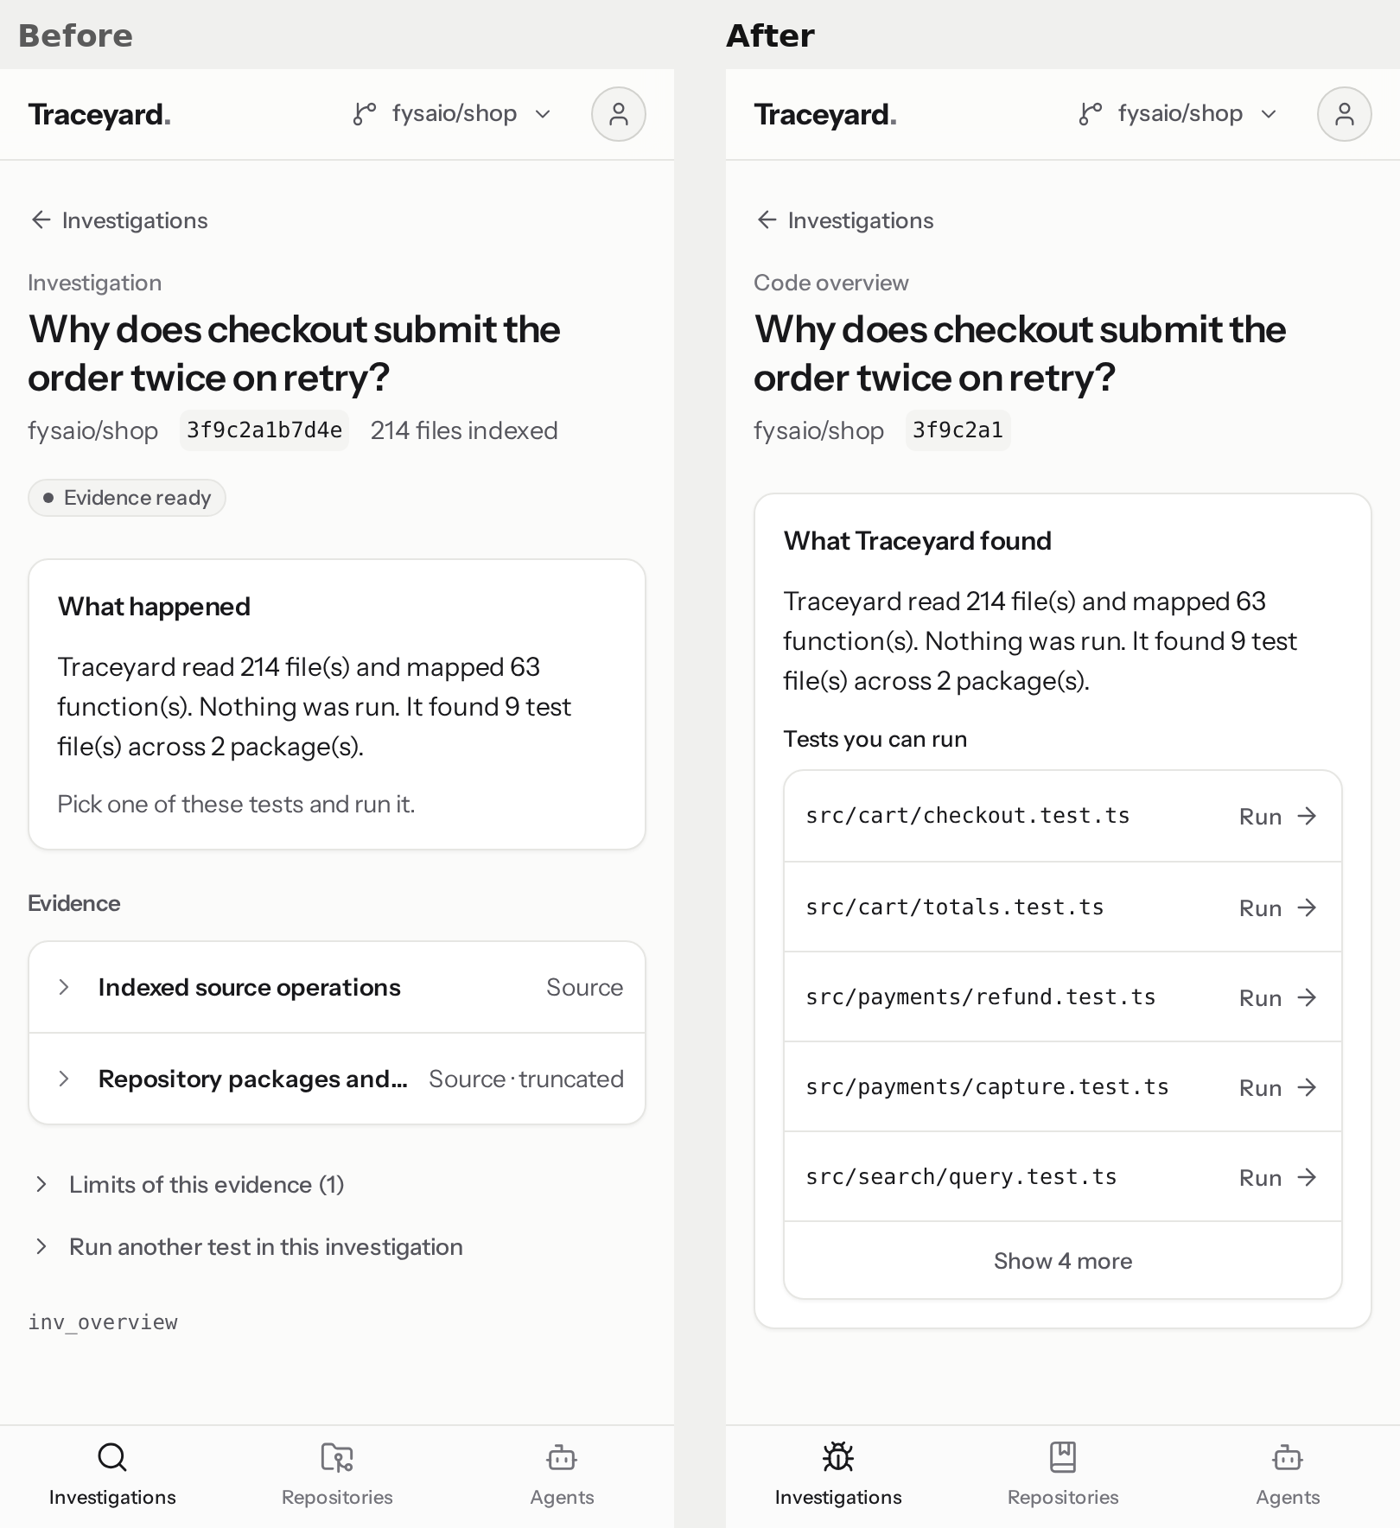 Before
Traceyard.
fysaio/shop
Investigations
Investigation
Why does checkout submit the
order twice on retry?
fysaio/shop 3f9c2a1b7d4e 214 files indexed
Evidence ready
What happened
Traceyard read 214 file(s) and mapped 63
function(s). Nothing was run. It found 9 test
file(s) across 2 package(s).
Pick one of these tests and run it.
Evidence
Indexed source operations Source
Repository packages and... Source · truncated
Limits of this evidence (1)
Run another test in this investigation
inv_overview
Investigations Repositories Agents
After
Traceyard.
fysaio/shop
Investigations
Code overview
Why does checkout submit the
order twice on retry?
fysaio/shop 3f9c2a1
What Traceyard found
Traceyard read 214 file(s) and mapped 63
function(s). Nothing was run. It found 9 test
file(s) across 2 package(s).
Tests you can run
src/cart/checkout.test.ts Run
src/cart/totals.test.ts Run
src/payments/refund.test.ts Run
src/payments/capture.test.ts Run
src/search/query.test.ts Run
Show 4 more
Investigations Repositories Agents